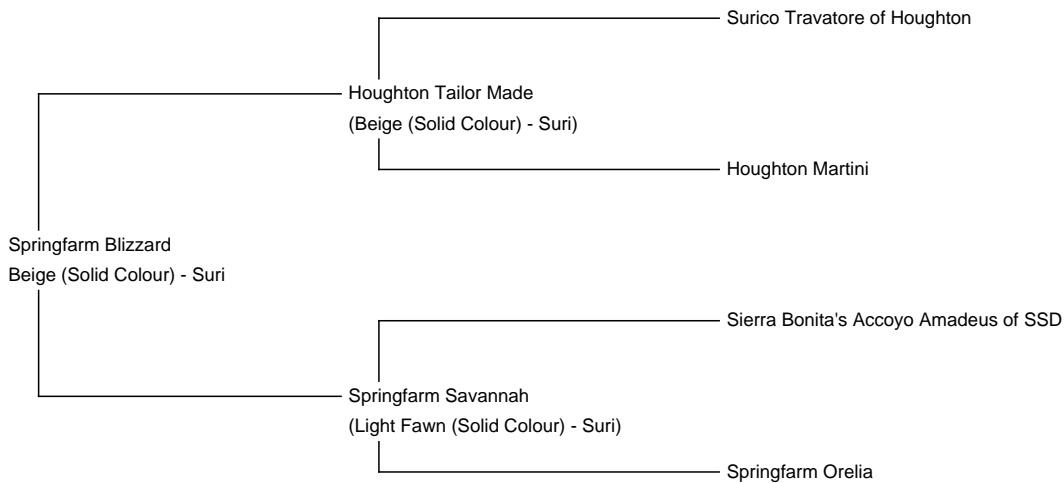 Surico Travatore of Houghton
Houghton Tailor Made
(Beige (Solid Colour) - Suri)
Houghton Martini
Springfarm Blizzard
Beige (Solid Colour) - Suri
Sierra Bonita's Accoyo Amadeus of SSD
Springfarm Savannah
(Light Fawn (Solid Colour) - Suri)
Springfarm Orelia